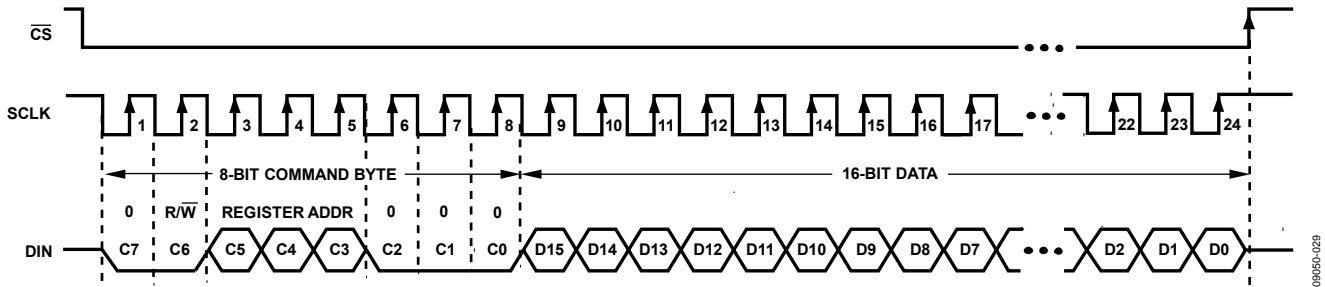 CS
SCLK
1 2 3 4 5 6 7 8 9 10 11 12 13 14 15 16 17 22 23 24
8-BIT COMMAND BYTE 16-BIT DATA
0 R/W REGISTER ADDR 0 0 0
DIN C7 C6 C5 C4 C3 C2 C1 C0 D15 D14 D13 D12 D11 D10 D9 D8 D7 D2 D1 D0
09050-029